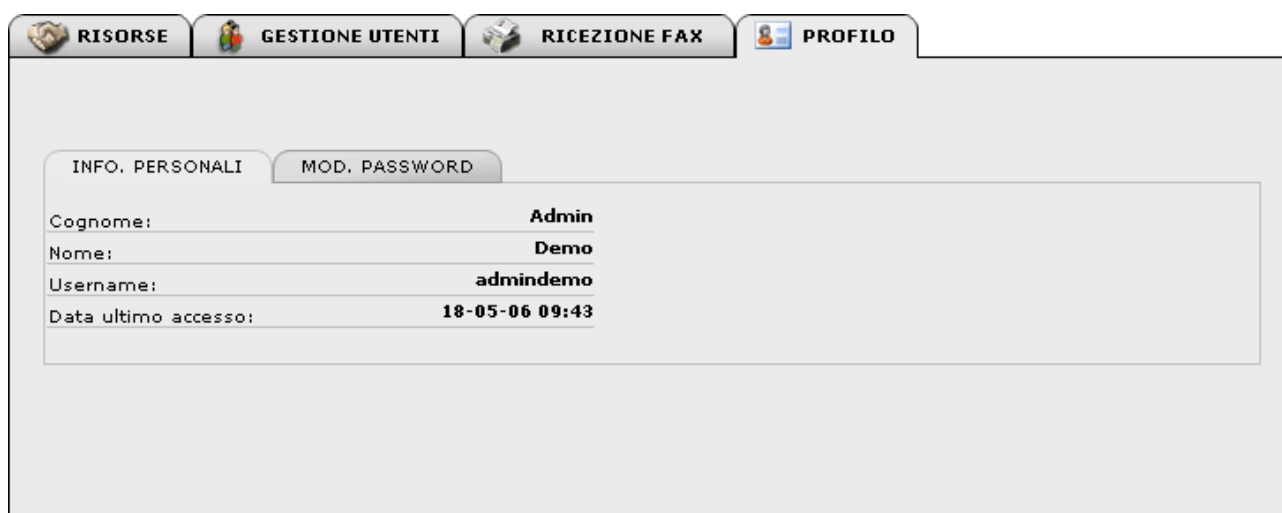 RISORSE GESTIONE UTENTI RICEZIONE FAX PROFILO
INFO. PERSONALI MOD. PASSWORD
Cognome: Admin
Nome: Demo
Username: admindemo
Data ultimo accesso: 18-05-06 09:43